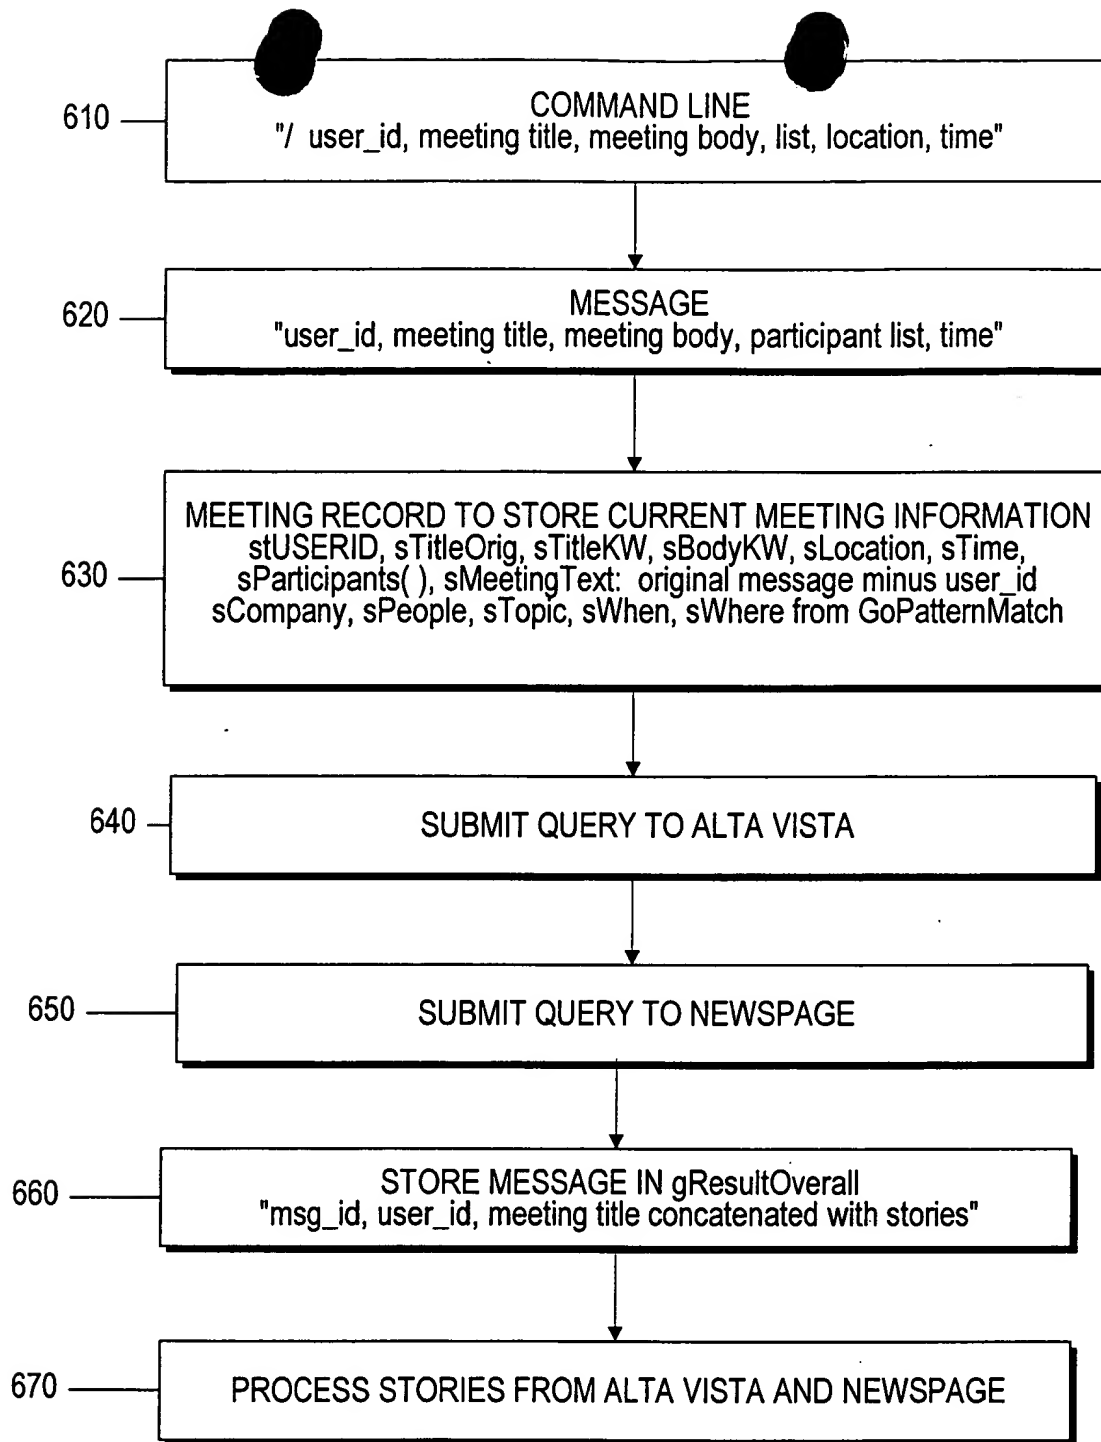 610
COMMAND LINE
"/ user_id, meeting title, meeting body, list, location, time"
620
MESSAGE
"user_id, meeting title, meeting body, participant list, time"
630
MEETING RECORD TO STORE CURRENT MEETING INFORMATION
stUSERID, sTitleOrig, sTitleKW, sBodyKW, sLocation, sTime,
sParticipants( ), sMeetingText: original message minus user_id
sCompany, sPeople, sTopic, sWhen, sWhere from GoPatternMatch
640
SUBMIT QUERY TO ALTA VISTA
650
SUBMIT QUERY TO NEWSPAGE
660
STORE MESSAGE IN gResultOverall
"msg_id, user_id, meeting title concatenated with stories"
670
PROCESS STORIES FROM ALTA VISTA AND NEWSPAGE